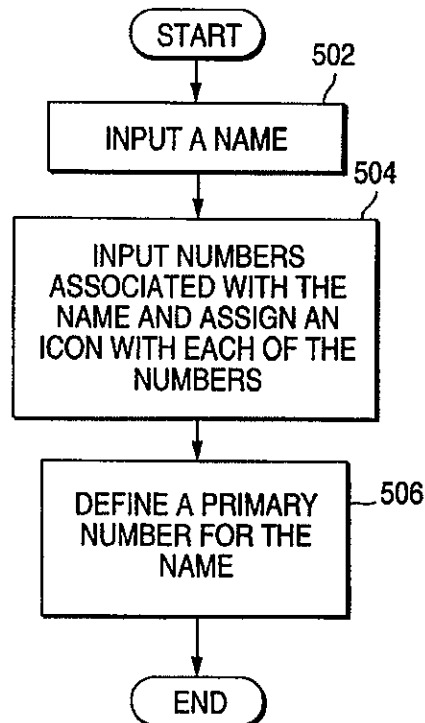 START
502
INPUT A NAME
504
INPUT NUMBERS
ASSOCIATED WITH THE
NAME AND ASSIGN AN
ICON WITH EACH OF THE
NUMBERS
506
DEFINE A PRIMARY
NUMBER FOR THE
NAME
END